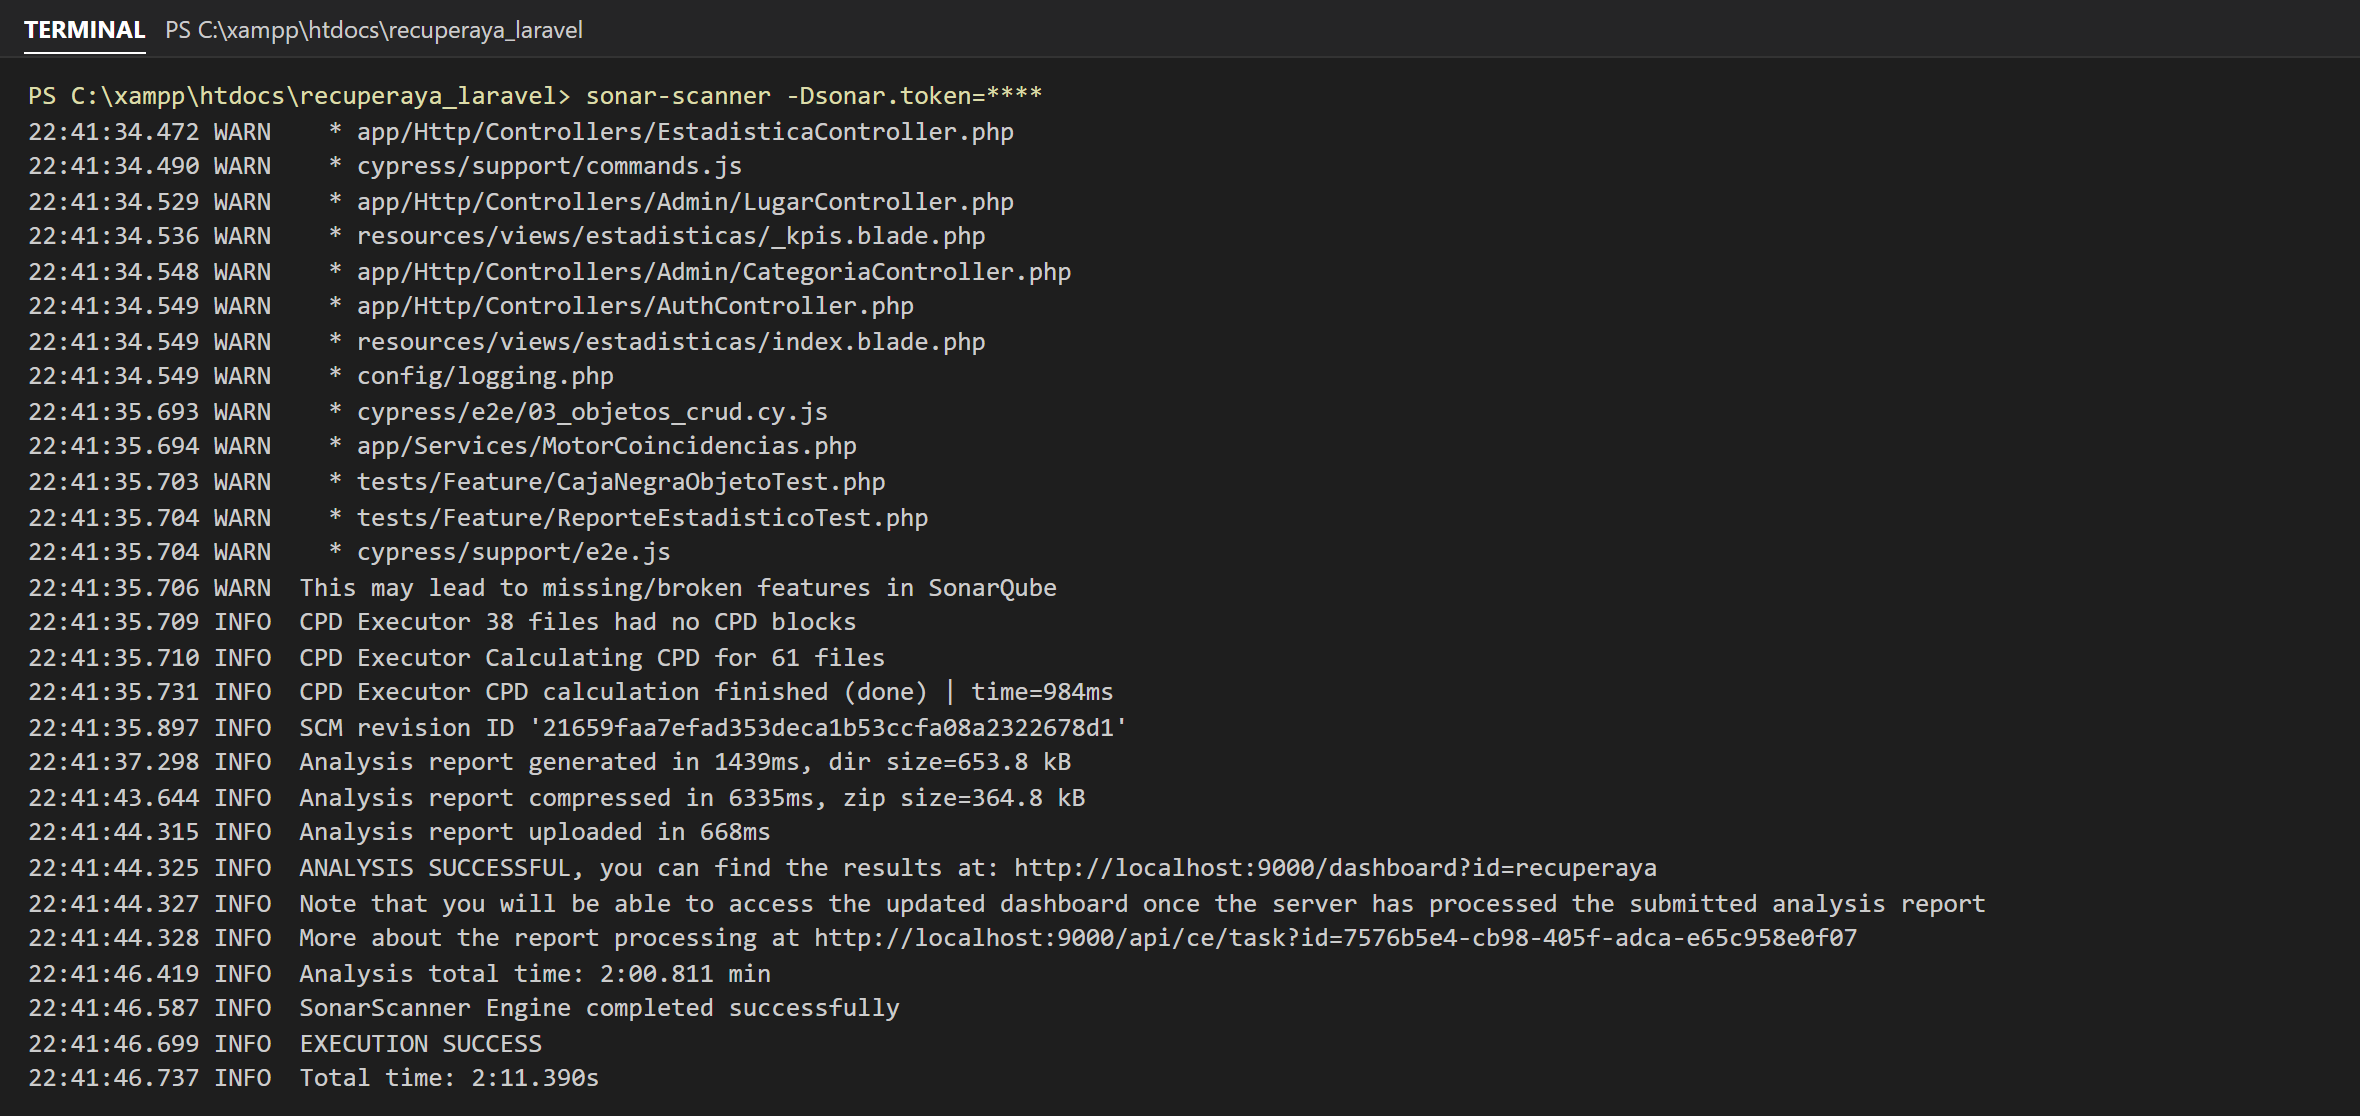 TERMINAL PS C:\xampp\htdocs\recuperaya_laravel
PS C:\xampp\htdocs\recuperaya_laravel> sonar-scanner -Dsonar.token=****
22:41:34.472 WARN    * app/Http/Controllers/EstadisticaController.php
22:41:34.490 WARN    * cypress/support/commands.js
22:41:34.529 WARN    * app/Http/Controllers/Admin/LugarController.php
22:41:34.536 WARN    * resources/views/estadisticas/_kpis.blade.php
22:41:34.548 WARN    * app/Http/Controllers/Admin/CategoriaController.php
22:41:34.549 WARN    * app/Http/Controllers/AuthController.php
22:41:34.549 WARN    * resources/views/estadisticas/index.blade.php
22:41:34.549 WARN    * config/logging.php
22:41:35.693 WARN    * cypress/e2e/03_objetos_crud.cy.js
22:41:35.694 WARN    * app/Services/MotorCoincidencias.php
22:41:35.703 WARN    * tests/Feature/CajaNegraObjetoTest.php
22:41:35.704 WARN    * tests/Feature/ReporteEstadisticoTest.php
22:41:35.704 WARN    * cypress/support/e2e.js
22:41:35.706 WARN  This may lead to missing/broken features in SonarQube
22:41:35.709 INFO  CPD Executor 38 files had no CPD blocks
22:41:35.710 INFO  CPD Executor Calculating CPD for 61 files
22:41:35.731 INFO  CPD Executor CPD calculation finished (done) | time=984ms
22:41:35.897 INFO  SCM revision ID '21659faa7efad353deca1b53ccfa08a2322678d1'
22:41:37.298 INFO  Analysis report generated in 1439ms, dir size=653.8 kB
22:41:43.644 INFO  Analysis report compressed in 6335ms, zip size=364.8 kB
22:41:44.315 INFO  Analysis report uploaded in 668ms
22:41:44.325 INFO  ANALYSIS SUCCESSFUL, you can find the results at: http://localhost:9000/dashboard?id=recuperaya
22:41:44.327 INFO  Note that you will be able to access the updated dashboard once the server has processed the submitted analysis report
22:41:44.328 INFO  More about the report processing at http://localhost:9000/api/ce/task?id=7576b5e4-cb98-405f-adca-e65c958e0f07
22:41:46.419 INFO  Analysis total time: 2:00.811 min
22:41:46.587 INFO  SonarScanner Engine completed successfully
22:41:46.699 INFO  EXECUTION SUCCESS
22:41:46.737 INFO  Total time: 2:11.390s